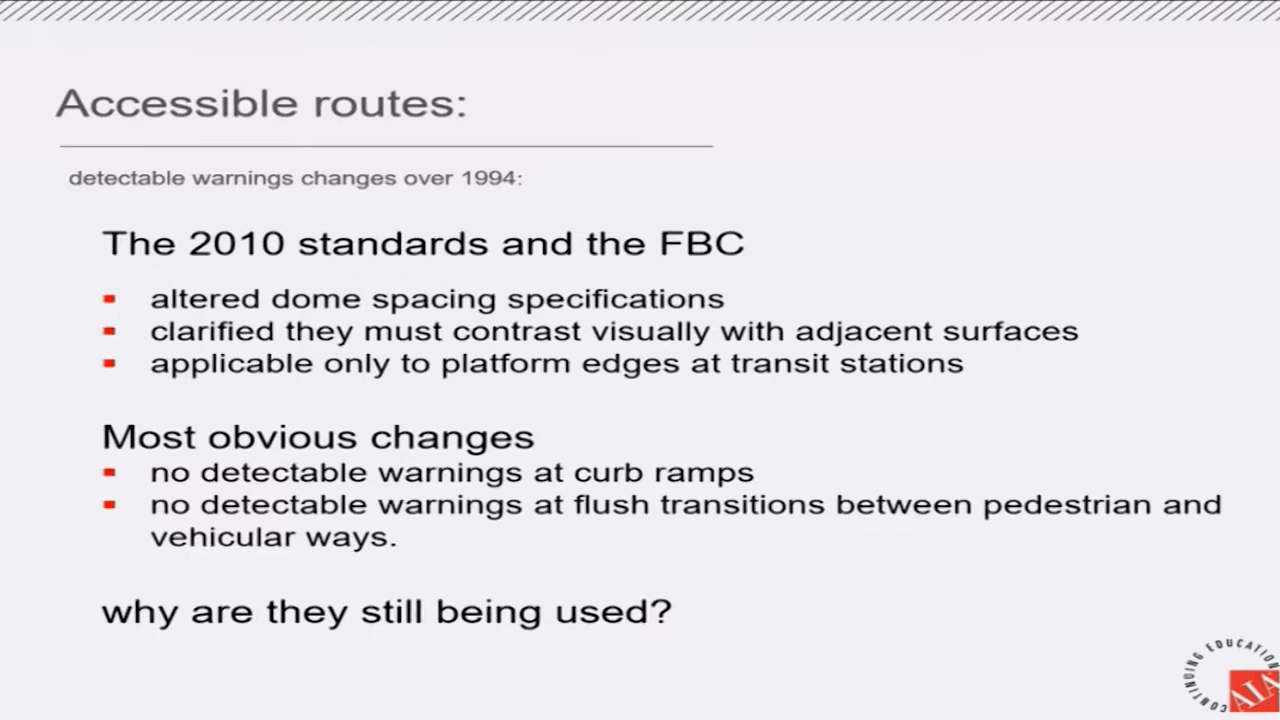 Accessible routes:
detectable warnings changes over 1994:
The 2010 standards and the FBC
altered dome spacing specifications
clarified they must contrast visually with adjacent surfaces
applicable only to platform edges at transit stations
Most obvious changes
no detectable warnings at curb ramps
no detectable warnings at flush transitions between pedestrian and
vehicular ways.
why are they still being used?
CONTINUING EDUCATION
AIA